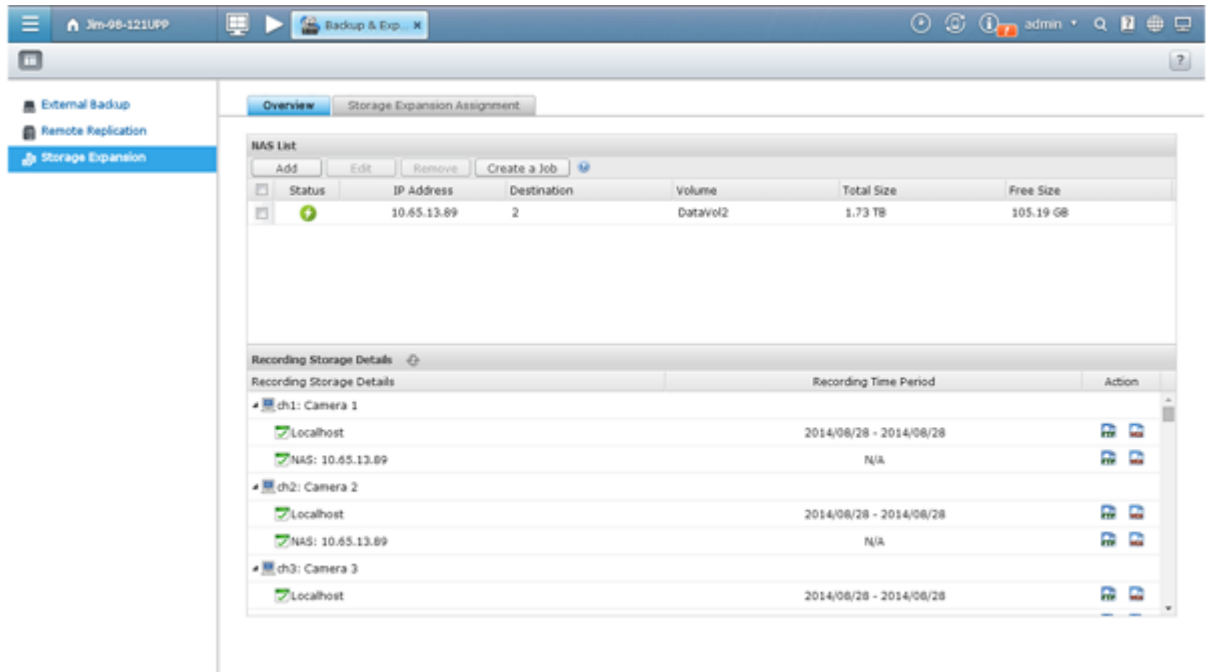 Jim-98-121UPP Backup & Exp... admin
External Backup
Remote Replication
Storage Expansion
Overview Storage Expansion Assignment
NAS List
Add Edit Remove Create a Job
Status IP Address Destination Volume Total Size Free Size
10.65.13.89 2 DataVol2 1.73 TB 105.19 GB
Recording Storage Details
Recording Storage Details Recording Time Period Action
ch1: Camera 1
Localhost 2014/08/28 - 2014/08/28
NAS: 10.65.13.89 N/A
ch2: Camera 2
Localhost 2014/08/28 - 2014/08/28
NAS: 10.65.13.89 N/A
ch3: Camera 3
Localhost 2014/08/28 - 2014/08/28